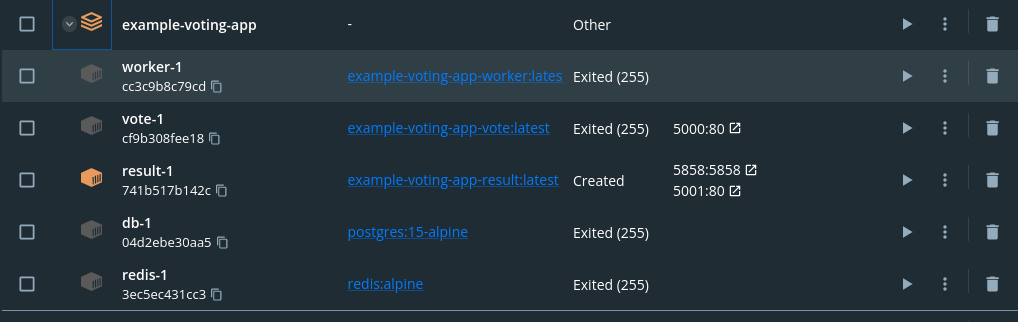 example-voting-app - Other
worker-1
cc3c9b8c79cd
example-voting-app-worker:lates Exited (255)
vote-1
cf9b308fee18
example-voting-app-vote:latest Exited (255) 5000:80
result-1
741b517b142c
example-voting-app-result:latest Created
5858:5858
5001:80
db-1
04d2ebe30aa5
postgres:15-alpine Exited (255)
redis-1
3ec5ec431cc3
redis:alpine Exited (255)